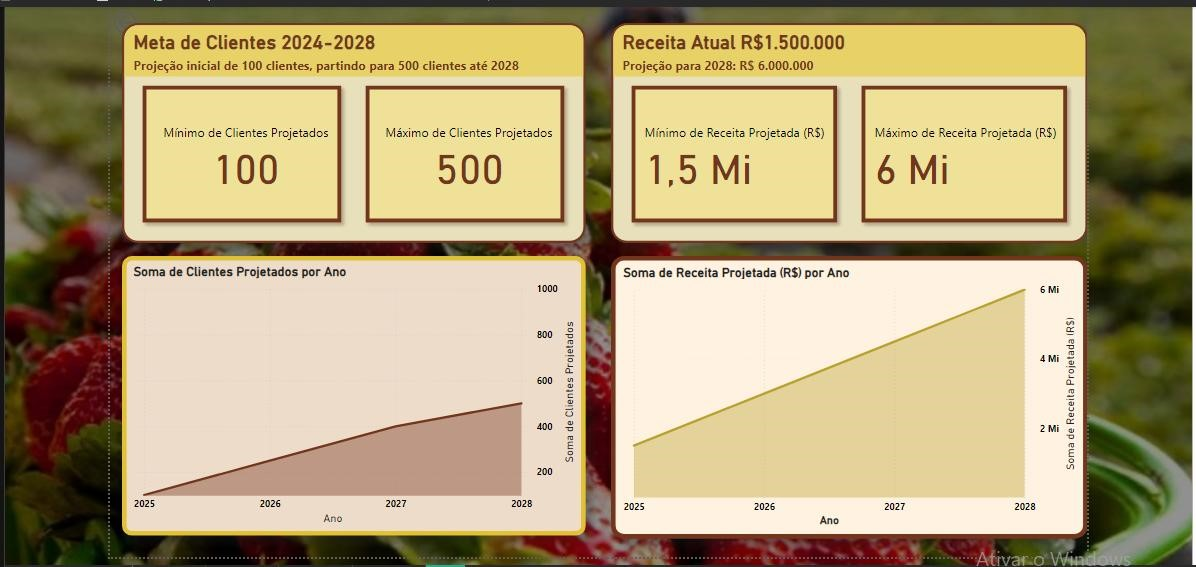 Meta de Clientes 2024-2028
Projeção inicial de 100 clientes, partindo para 500 clientes até 2028
Mínimo de Clientes Projetados
100
Máximo de Clientes Projetados
500
Receita Atual R$1.500.000
Projeção para 2028: R$ 6.000.000
Mínimo de Receita Projetada (R$)
1,5 Mi
Máximo de Receita Projetada (R$)
6 Mi
Soma de Clientes Projetados por Ano
1000
800
600
400
200
Soma de Clientes Projetados
2025
2026
2027
2028
Ano
Soma de Receita Projetada (R$) por Ano
6 Mi
4 Mi
2 Mi
Soma de Receita Projetada (R$)
2025
2026
2027
2028
Ano
Ativar o Windows